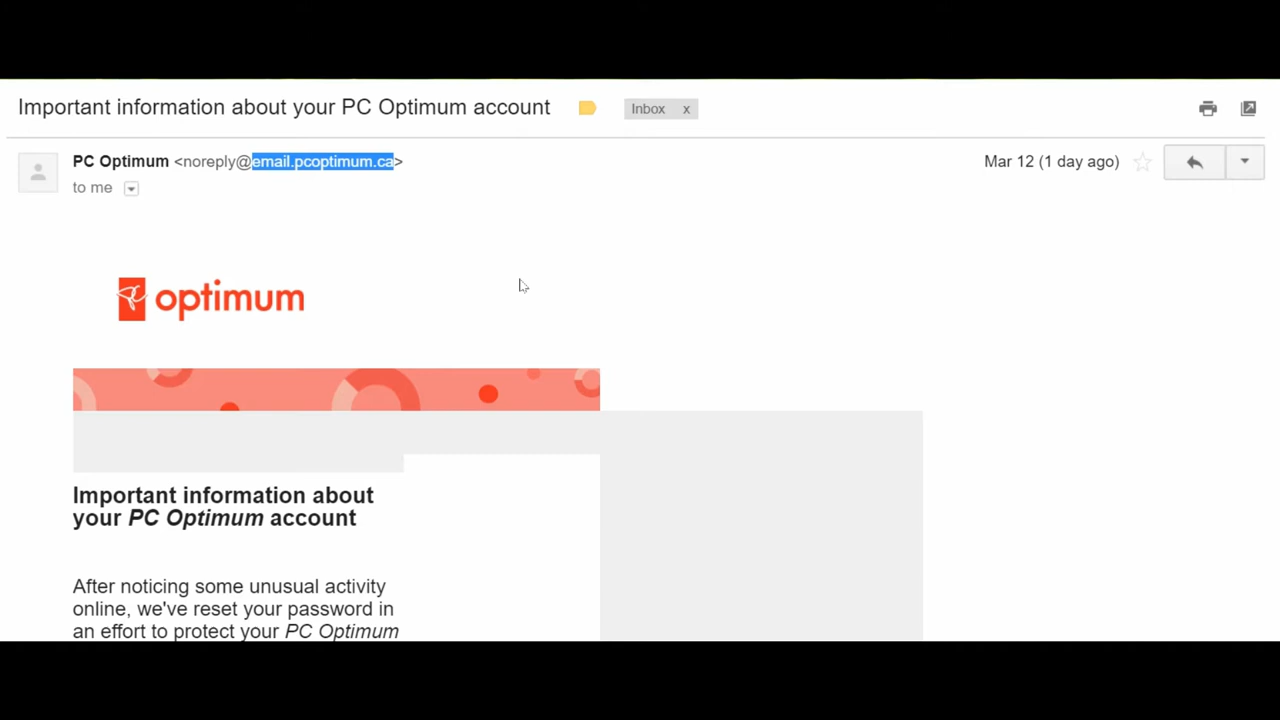 Important information about your PC Optimum account
Inbox x
PC Optimum <noreply@email.pcoptimum.ca>
Mar 12 (1 day ago)
to me
optimum
Important information about
your PC Optimum account
After noticing some unusual activity
online, we've reset your password in
an effort to protect your PC Optimum